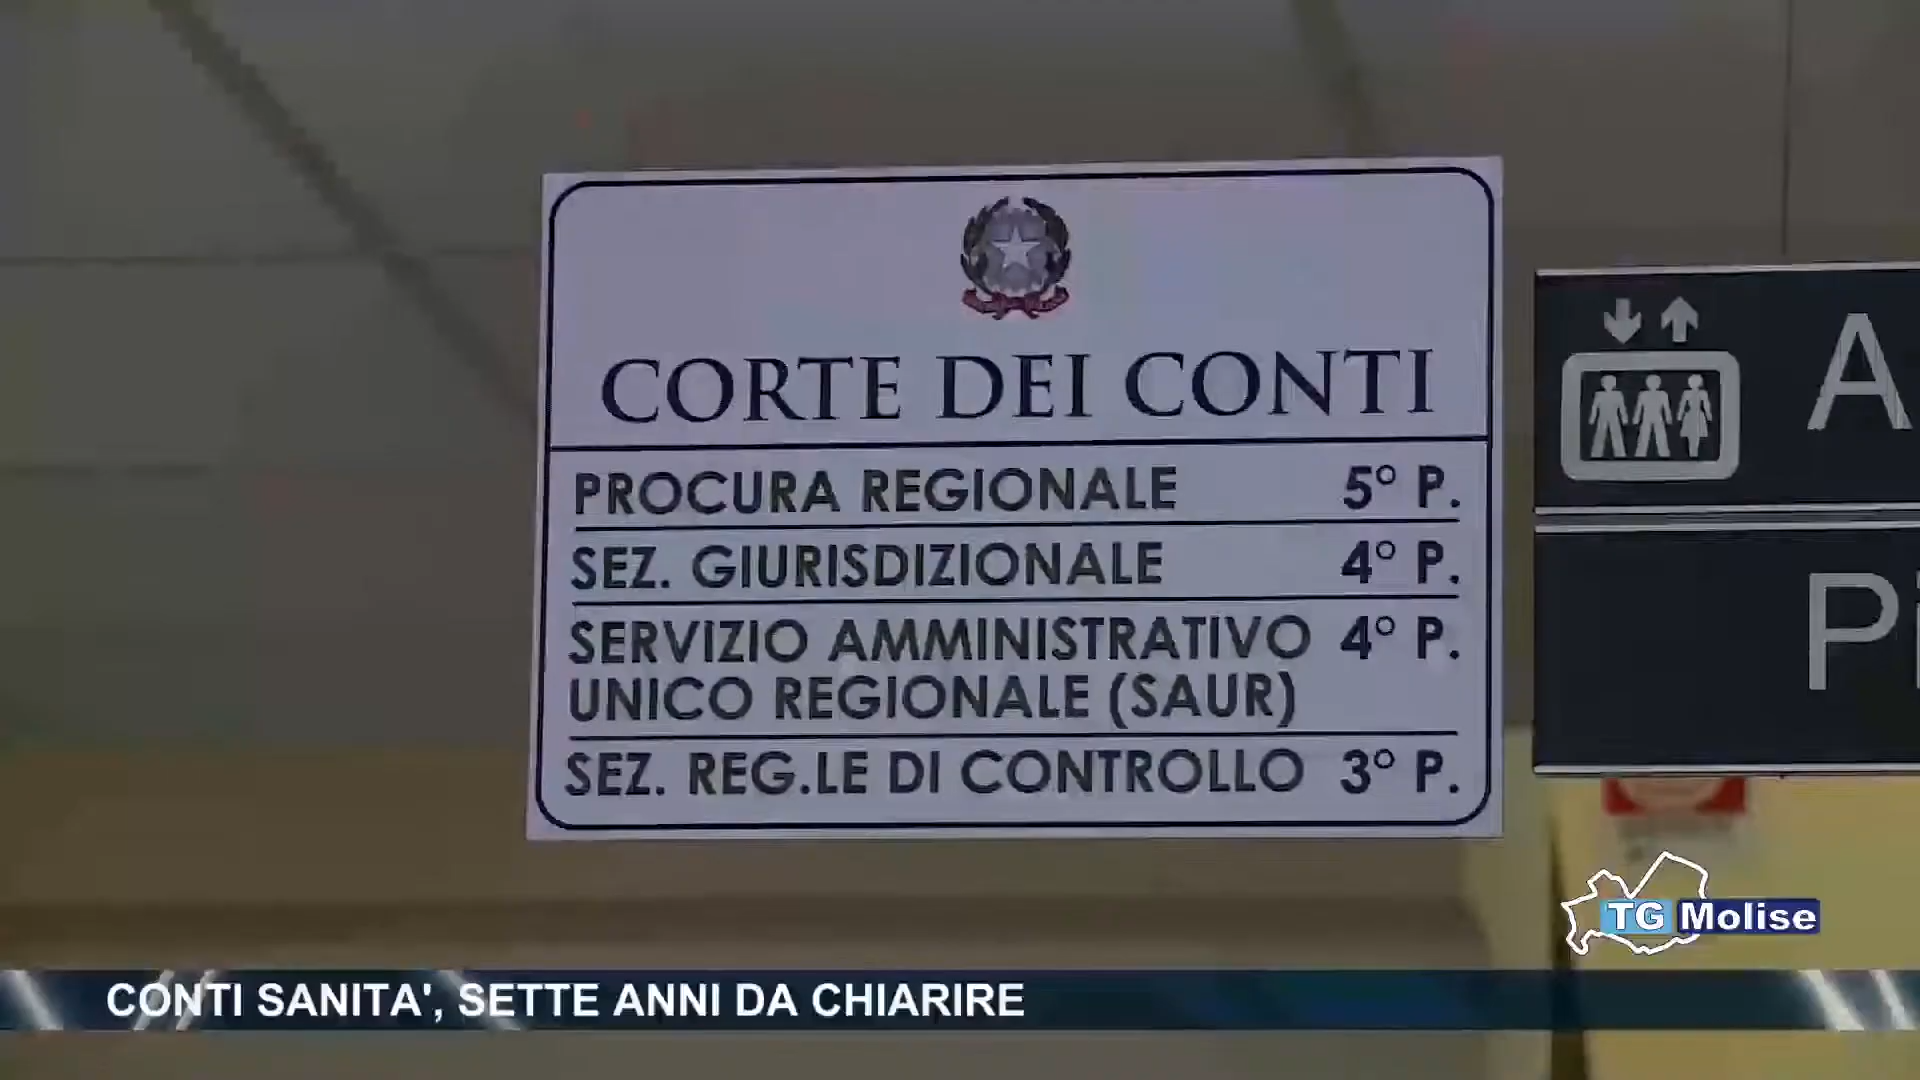 CORTE DEI CONTI
PROCURA REGIONALE 5° P.
SEZ. GIURISDIZIONALE 4° P.
SERVIZIO AMMINISTRATIVO 4° P.
UNICO REGIONALE (SAUR)
SEZ. REG.LE DI CONTROLLO 3° P.
A
Pi
TG Molise
CONTI SANITA', SETTE ANNI DA CHIARIRE